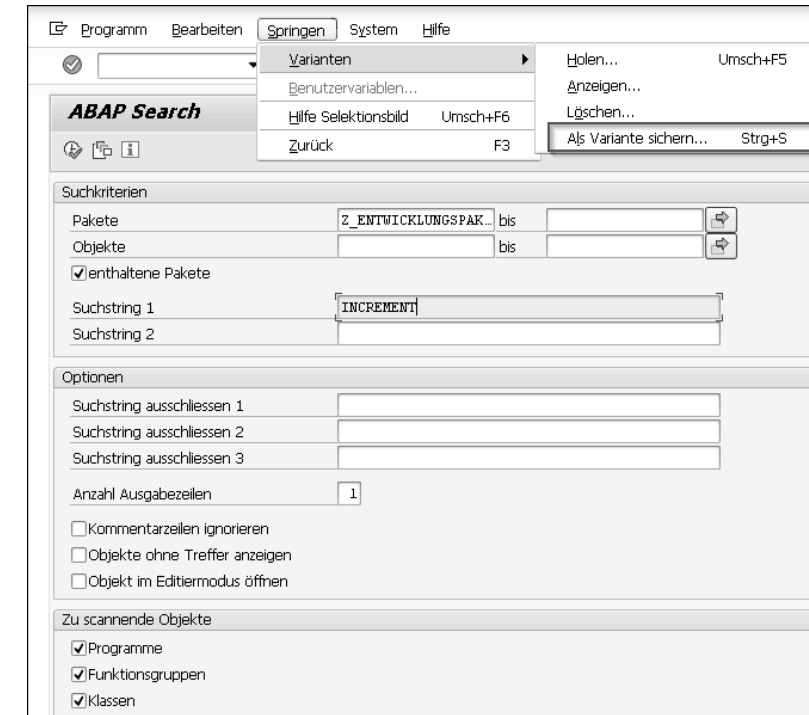 Programm Bearbeiten Springen System Hilfe
Varianten
Benutzervariablen...
Hilfe Selektionsbild Umsch+F6
Zurück F3
Holen... Umsch+F5
Anzeigen...
Löschen...
Als Variante sichern... Strg+S
ABAP Search
Suchkriterien
Pakete Z_ENTWICKLUNGSPAK... bis
Objekte bis
enthaltene Pakete
Suchstring 1 INCREMENT
Suchstring 2
Optionen
Suchstring ausschliessen 1
Suchstring ausschliessen 2
Suchstring ausschliessen 3
Anzahl Ausgabezeilen 1
Kommentarzeilen ignorieren
Objekte ohne Treffer anzeigen
Objekt im Editiermodus öffnen
Zu scannende Objekte
Programme
Funktionsgruppen
Klassen